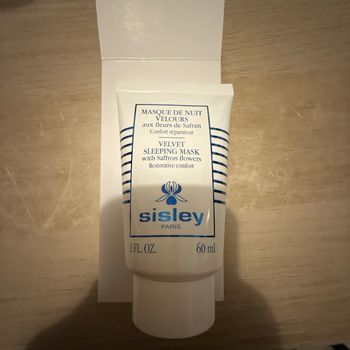 MASQUE DE NUIT
VELOURS
aux fleurs de Safran
Confort réparateur
VELVET
SLEEPING MASK
with Saffron flowers
Restorative comfort
sisley
PARIS
2 FL. OZ. 60 ml